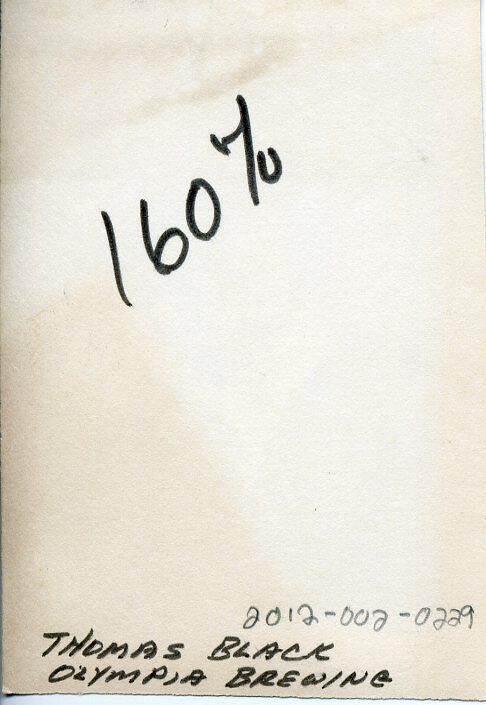 160%
2012-002-0229
THOMAS BLACK
OLYMPIA BREWING